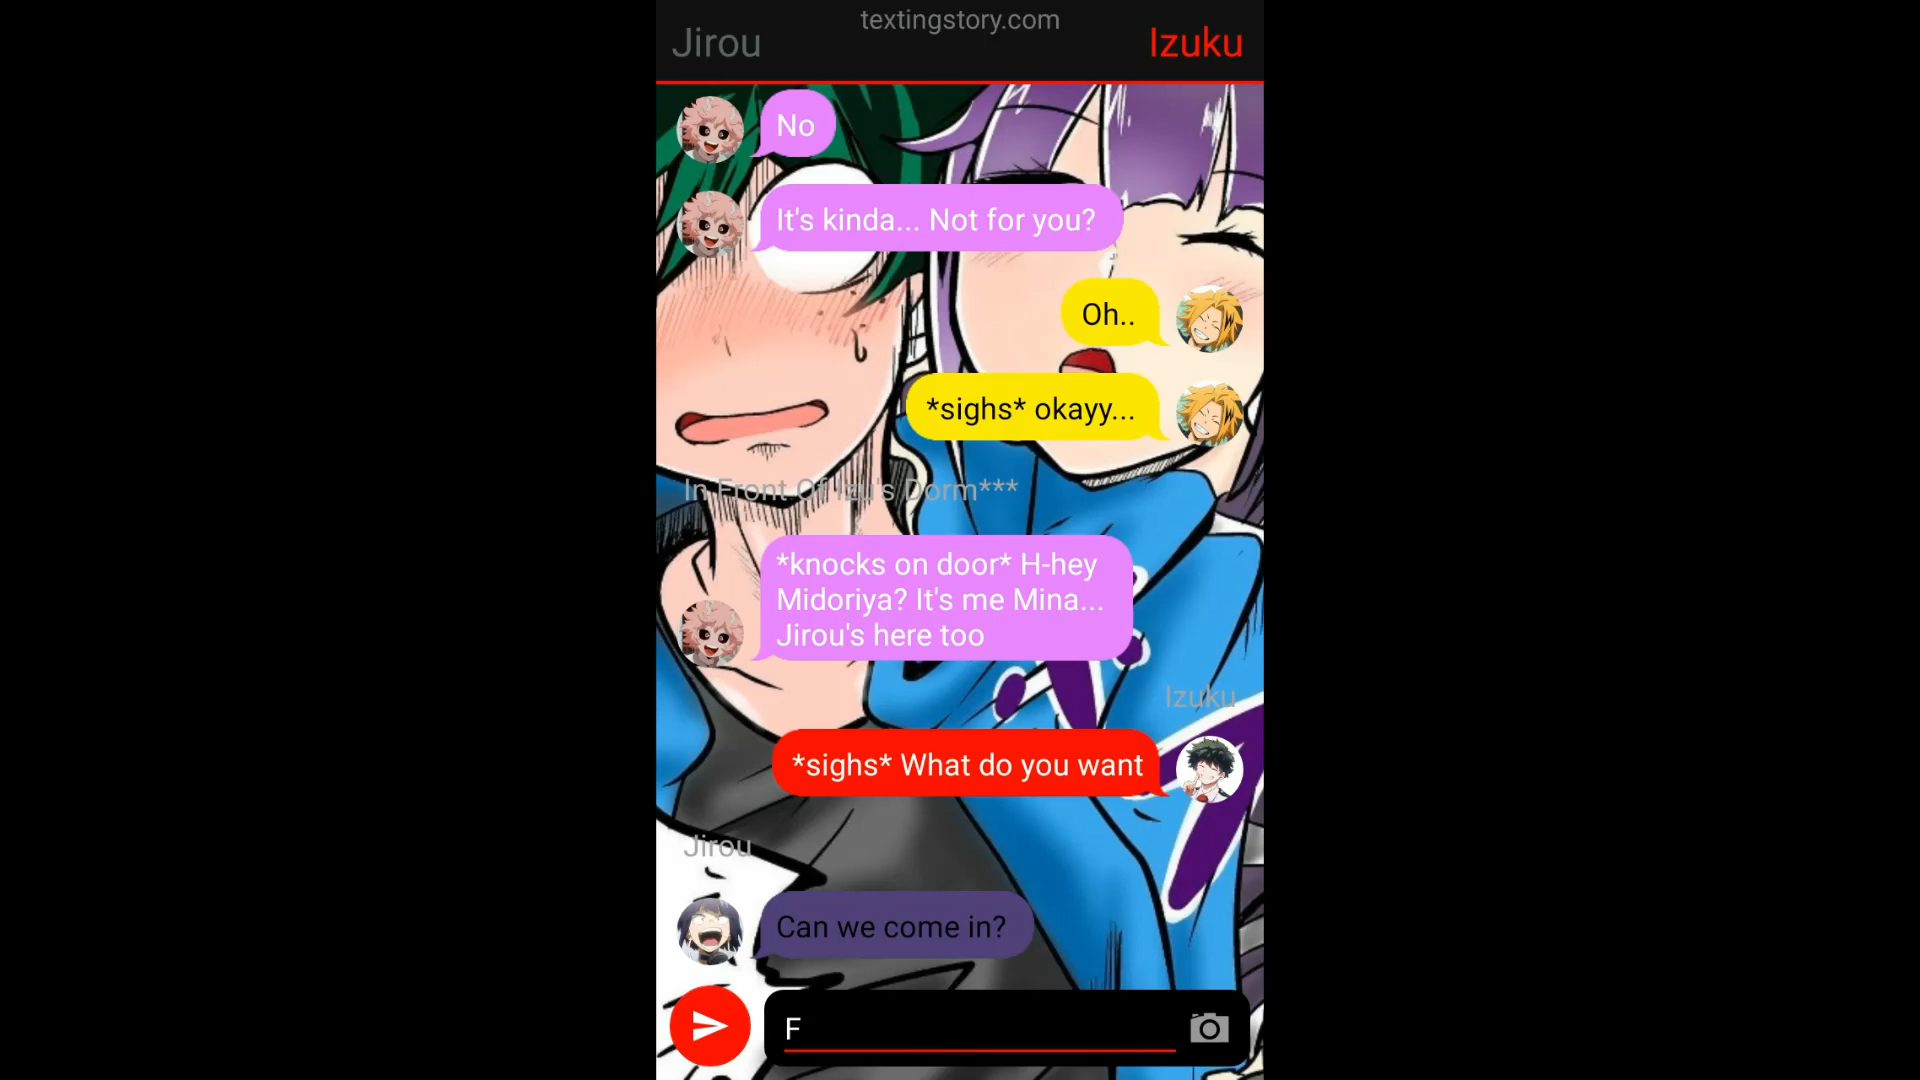 textingstory.com
Jirou
Izuku
No
It's kinda... Not for you?
Oh..
*sighs* okayy...
In Front Of Izu's Dorm***
*knocks on door* H-hey
Midoriya? It's me Mina...
Jirou's here too
Izuku
*sighs* What do you want
Jirou
Can we come in?
F